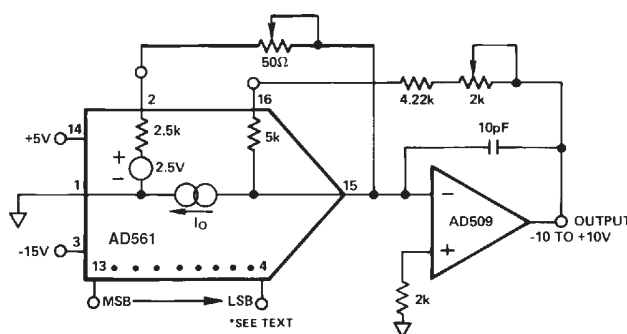 50Ω
2
16
4.22k
2k
14
+5V
2.5k
5k
10pF
+
2.5V
−
1
15
−
AD561
IO
AD509
OUTPUT
-10 TO +10V
3
-15V
+
13
4
2k
MSB
LSB
*SEE TEXT